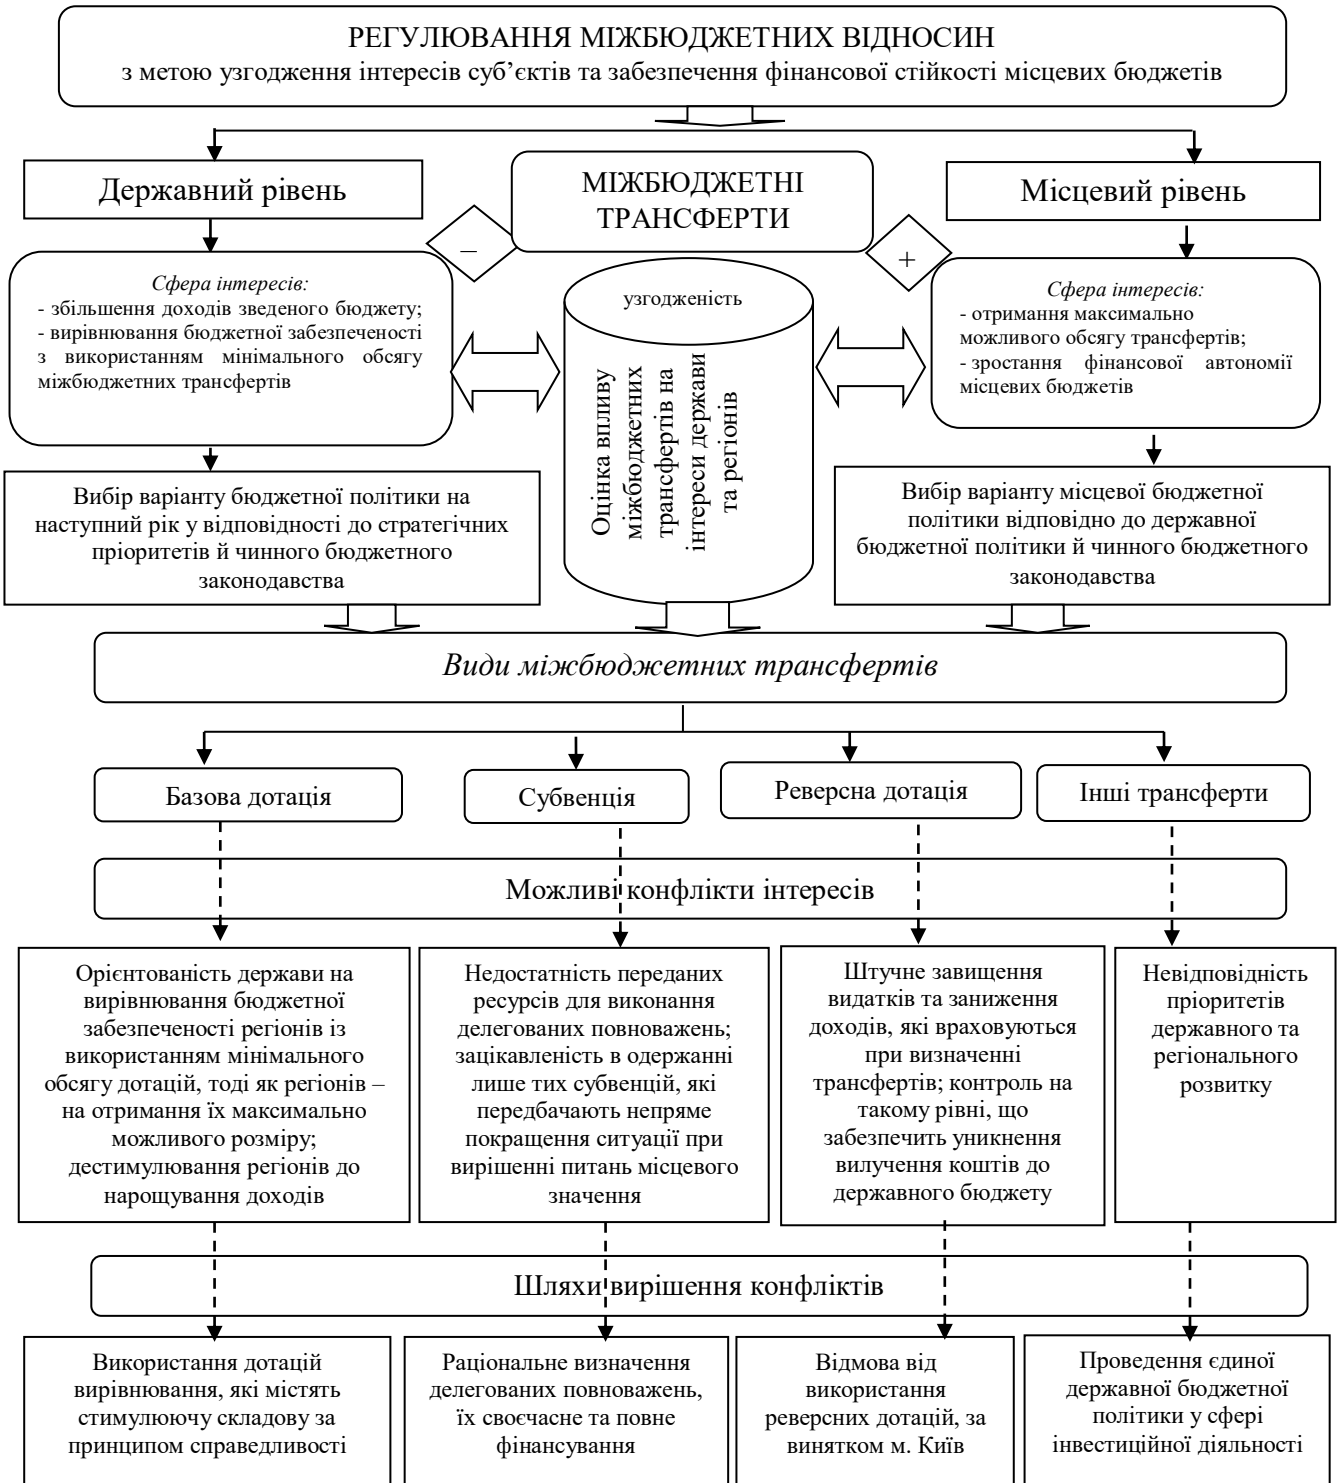 РЕГУЛЮВАННЯ МІЖБЮДЖЕТНИХ ВІДНОСИН
з метою узгодження інтересів суб’єктів та забезпечення фінансової стійкості місцевих бюджетів
Державний рівень
МІЖБЮДЖЕТНІ
ТРАНСФЕРТИ
Місцевий рівень
–
+
Сфера інтересів:
- збільшення доходів зведеного бюджету;
- вирівнювання бюджетної забезпеченості
з використанням мінімального обсягу
міжбюджетних трансфертів
узгодженість
Оцінка впливу
міжбюджетних
трансфертів на
інтереси держави
та регіонів
Сфера інтересів:
- отримання максимально
можливого обсягу трансфертів;
- зростання фінансової автономії
місцевих бюджетів
Вибір варіанту бюджетної політики на
наступний рік у відповідності до стратегічних
пріоритетів й чинного бюджетного
законодавства
Вибір варіанту місцевої бюджетної
політики відповідно до державної
бюджетної політики й чинного бюджетного
законодавства
Види міжбюджетних трансфертів
Базова дотація
Субвенція
Реверсна дотація
Інші трансферти
Можливі конфлікти інтересів
Орієнтованість держави на
вирівнювання бюджетної
забезпеченості регіонів із
використанням мінімального
обсягу дотацій, тоді як регіонів –
на отримання їх максимально
можливого розміру;
дестимулювання регіонів до
нарощування доходів
Недостатність переданих
ресурсів для виконання
делегованих повноважень;
зацікавленість в одержанні
лише тих субвенцій, які
передбачають непряме
покращення ситуації при
вирішенні питань місцевого
значення
Штучне завищення
видатків та заниження
доходів, які враховуються
при визначенні
трансфертів; контроль на
такому рівні, що
забезпечить уникнення
вилучення коштів до
державного бюджету
Невідповідність
пріоритетів
державного та
регіонального
розвитку
Шляхи вирішення конфліктів
Використання дотацій
вирівнювання, які містять
стимулюючу складову за
принципом справедливості
Раціональне визначення
делегованих повноважень,
їх своєчасне та повне
фінансування
Відмова від
використання
реверсних дотацій, за
винятком м. Київ
Проведення єдиної
державної бюджетної
політики у сфері
інвестиційної діяльності